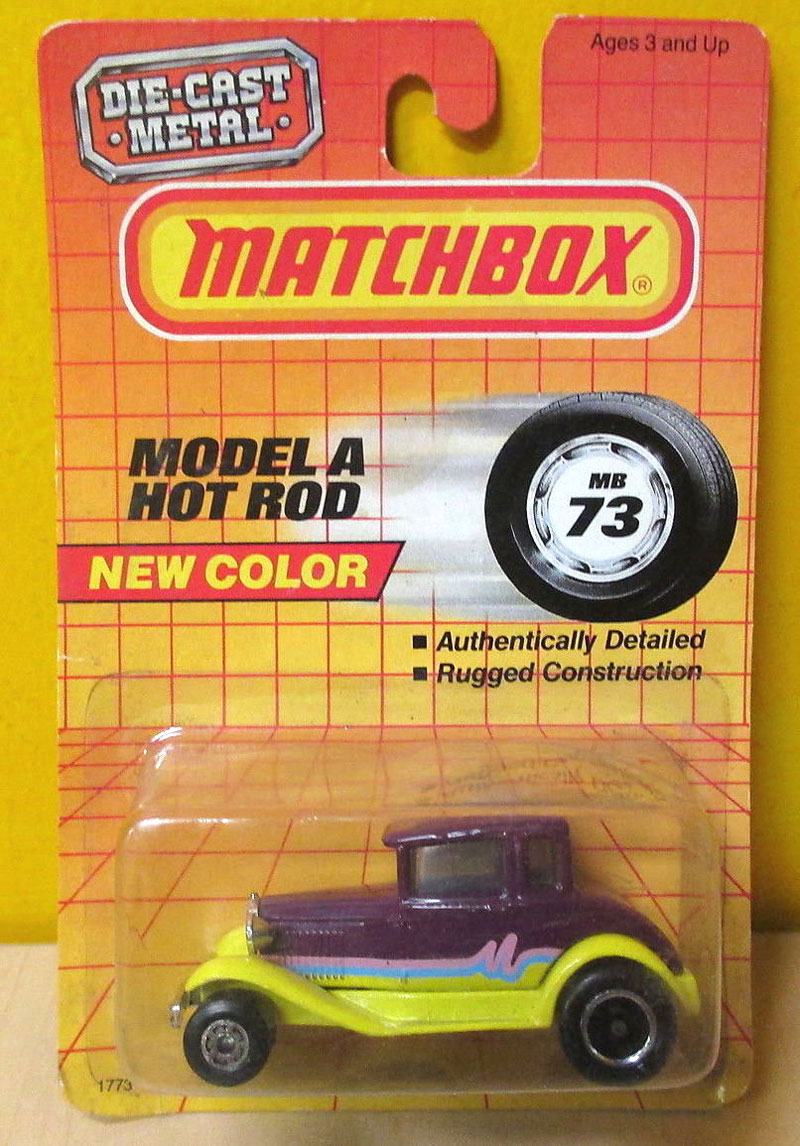 Ages 3 and Up
DIE-CAST
• METAL •
MATCHBOX ®
MODEL A
HOT ROD
MB
73
NEW COLOR
■ Authentically Detailed
■ Rugged Construction
1773